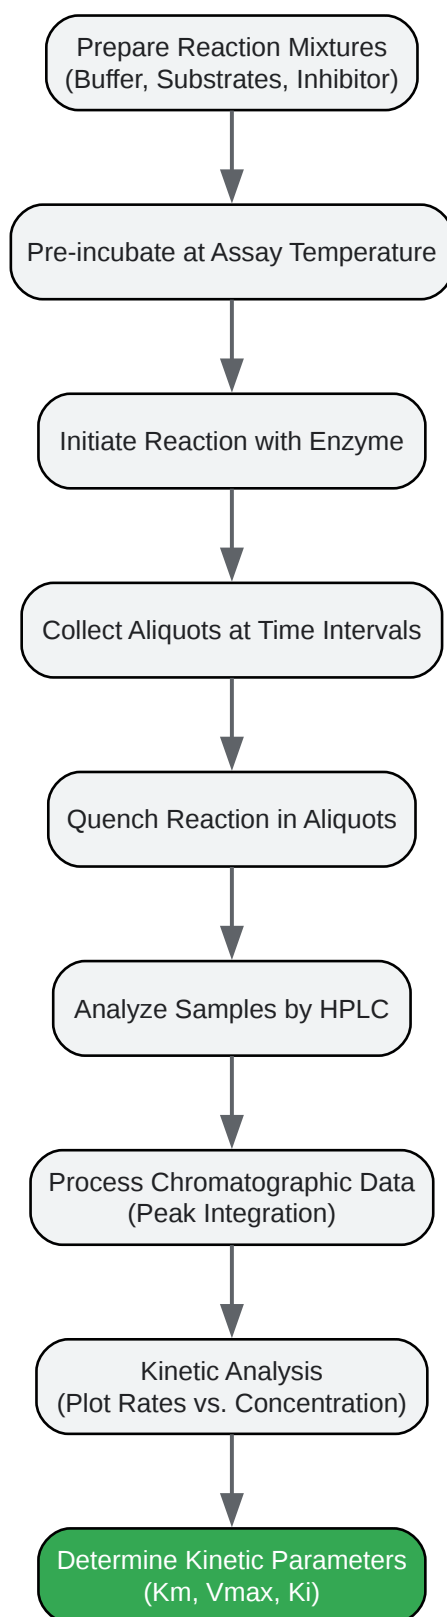 Prepare Reaction Mixtures
(Buffer, Substrates, Inhibitor)
Pre-incubate at Assay Temperature
Initiate Reaction with Enzyme
Collect Aliquots at Time Intervals
Quench Reaction in Aliquots
Analyze Samples by HPLC
Process Chromatographic Data
(Peak Integration)
Kinetic Analysis
(Plot Rates vs. Concentration)
Determine Kinetic Parameters
(Km, Vmax, Ki)